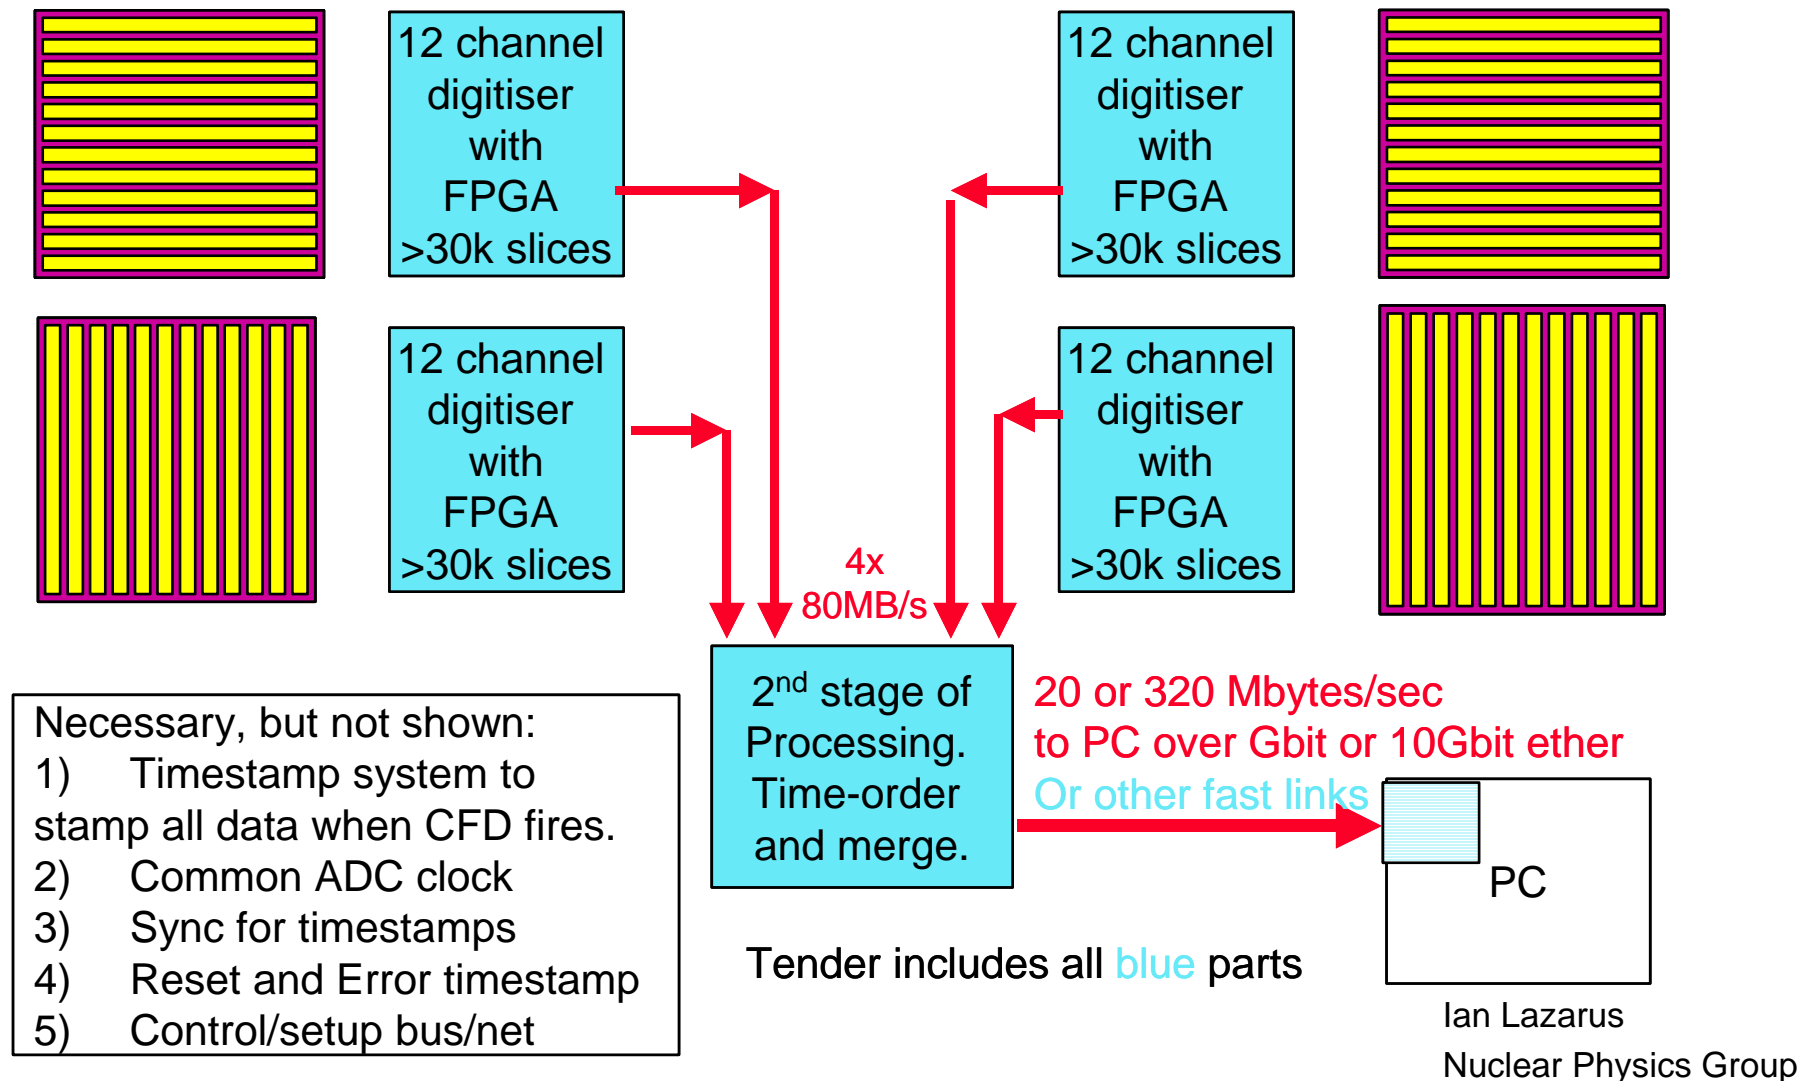 12 channel
digitiser
with
FPGA
>30k slices
12 channel
digitiser
with
FPGA
>30k slices
12 channel
digitiser
with
FPGA
>30k slices
12 channel
digitiser
with
FPGA
>30k slices
4x
80MB/s
2nd stage of
Processing.
Time-order
and merge.
20 or 320 Mbytes/sec
to PC over Gbit or 10Gbit ether
Or other fast links
PC
Necessary, but not shown:
1) Timestamp system to
stamp all data when CFD fires.
2) Common ADC clock
3) Sync for timestamps
4) Reset and Error timestamp
5) Control/setup bus/net
Tender includes all blue parts
Ian Lazarus
Nuclear Physics Group